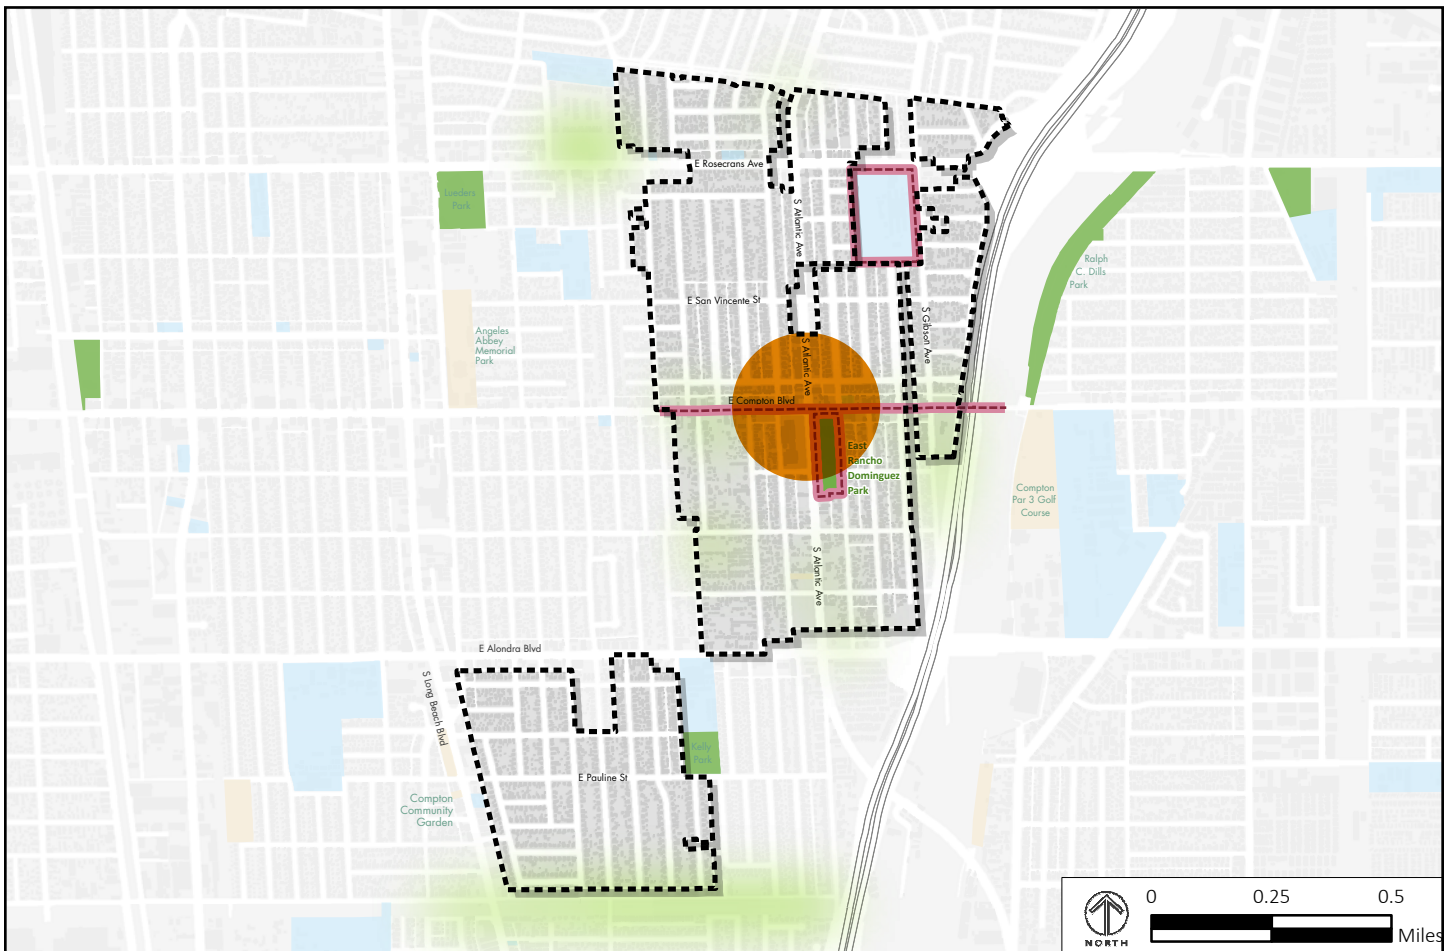 E Rosecrans Ave
Lueders
Park
S Atlantic Ave
Ralph
C. Dills
Park
E San Vincente St
S Gibson Ave
Angeles
Abbey
Memorial
Park
S Atlantic Ave
E Compton Blvd
East
Rancho
Dominguez
Park
Compton
Par 3 Golf
Course
S Atlantic Ave
E Alondra Blvd
S Long Beach Blvd
Kelly
Park
E Pauline St
Compton
Community
Garden
0 0.25 0.5
Miles
NORTH